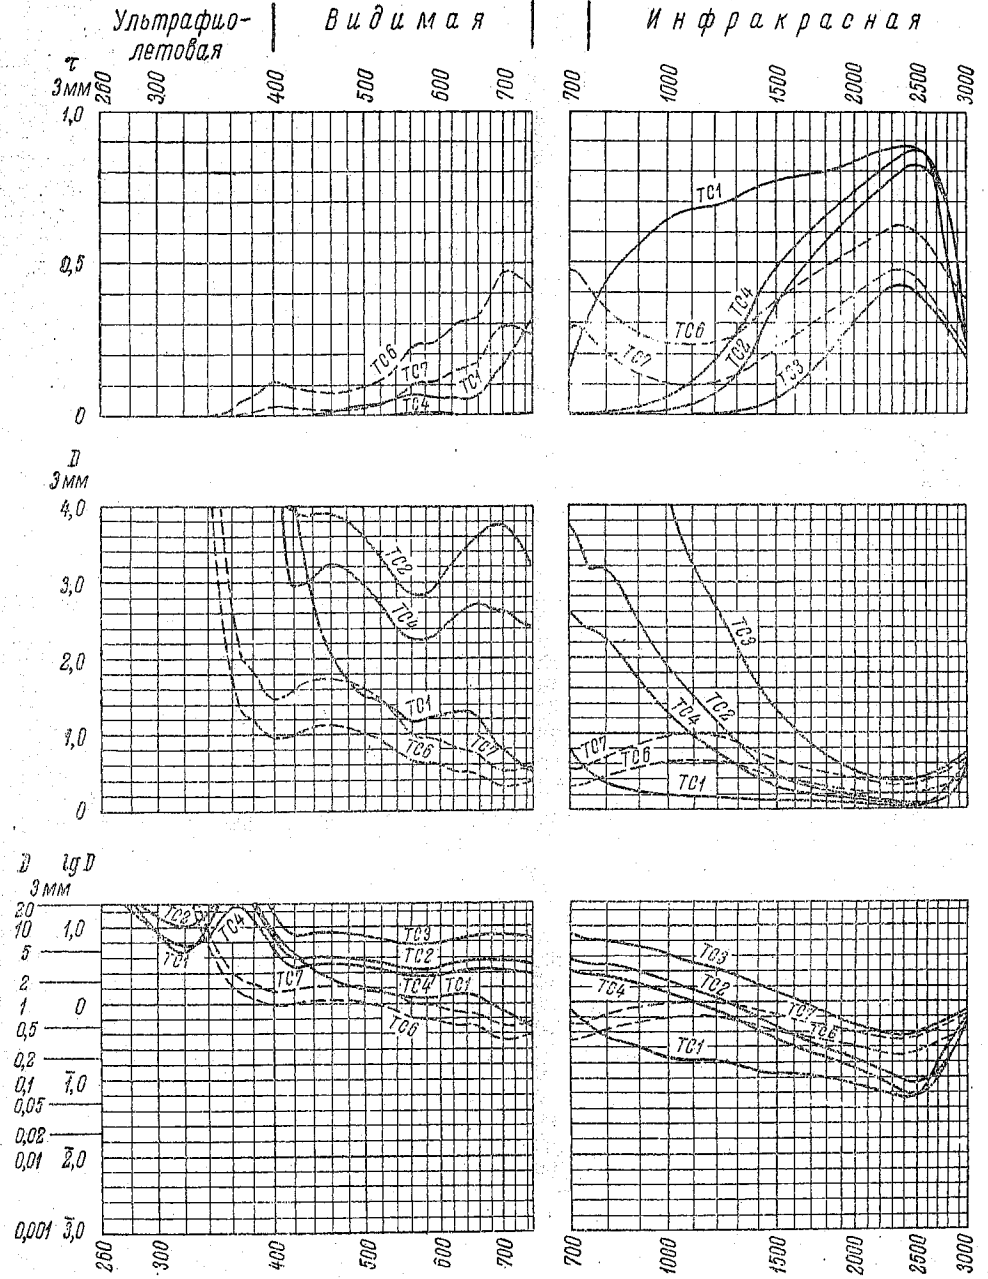 Ультрафио-
летовая
Видимая
Инфракрасная
τ
3мм
260 300 400 500 600 700
700 1000 1500 2000 2500 3000
1,0
0,5
0
ТС6
ТС7
ТС1
ТС4
ТС1
ТС4
ТС6
ТС2
ТС7
ТС3
D
3мм
4,0
3,0
2,0
1,0
0
ТС2
ТС4
ТС1
ТС6
ТС7
ТС3
ТС2
ТС4
ТС7
ТС6
ТС1
D lg D
3мм
20
10 1,0
5
2
1 0
0,5
0,2
0,1 1̄,0
0,05
0,02
0,01 2̄,0
0,001 3̄,0
ТС2
ТС4
ТС1
ТС3
ТС2
ТС7
ТС4
ТС1
ТС6
ТС3
ТС4
ТС2
ТС7
ТС6
ТС1
260 300 400 500 600 700
700 1000 1500 2000 2500 3000